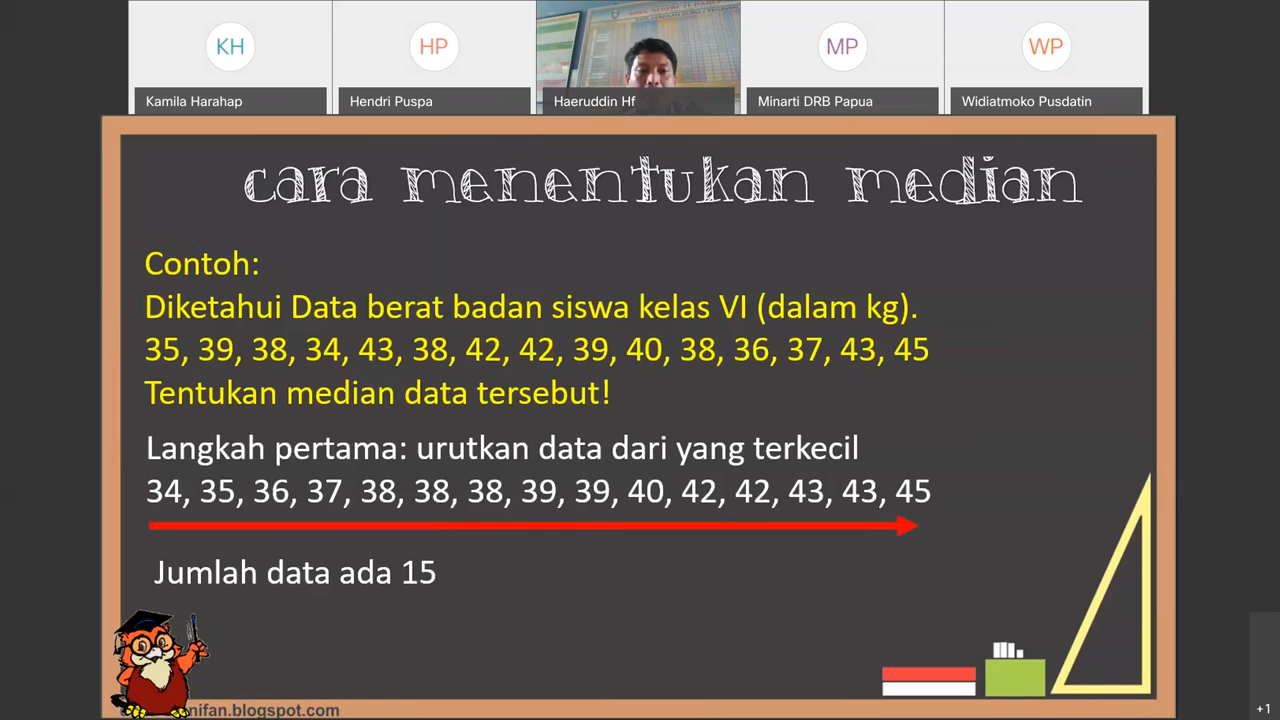 KH
HP
MP
WP
Kamila Harahap
Hendri Puspa
Haeruddin Hf
Minarti DRB Papua
Widiatmoko Pusdatin
cara menentukan median
Contoh:
Diketahui Data berat badan siswa kelas VI (dalam kg).
35, 39, 38, 34, 43, 38, 42, 42, 39, 40, 38, 36, 37, 43, 45
Tentukan median data tersebut!
Langkah pertama: urutkan data dari yang terkecil
34, 35, 36, 37, 38, 38, 38, 39, 39, 40, 42, 42, 43, 43, 45
Jumlah data ada 15
nifan.blogspot.com
+1